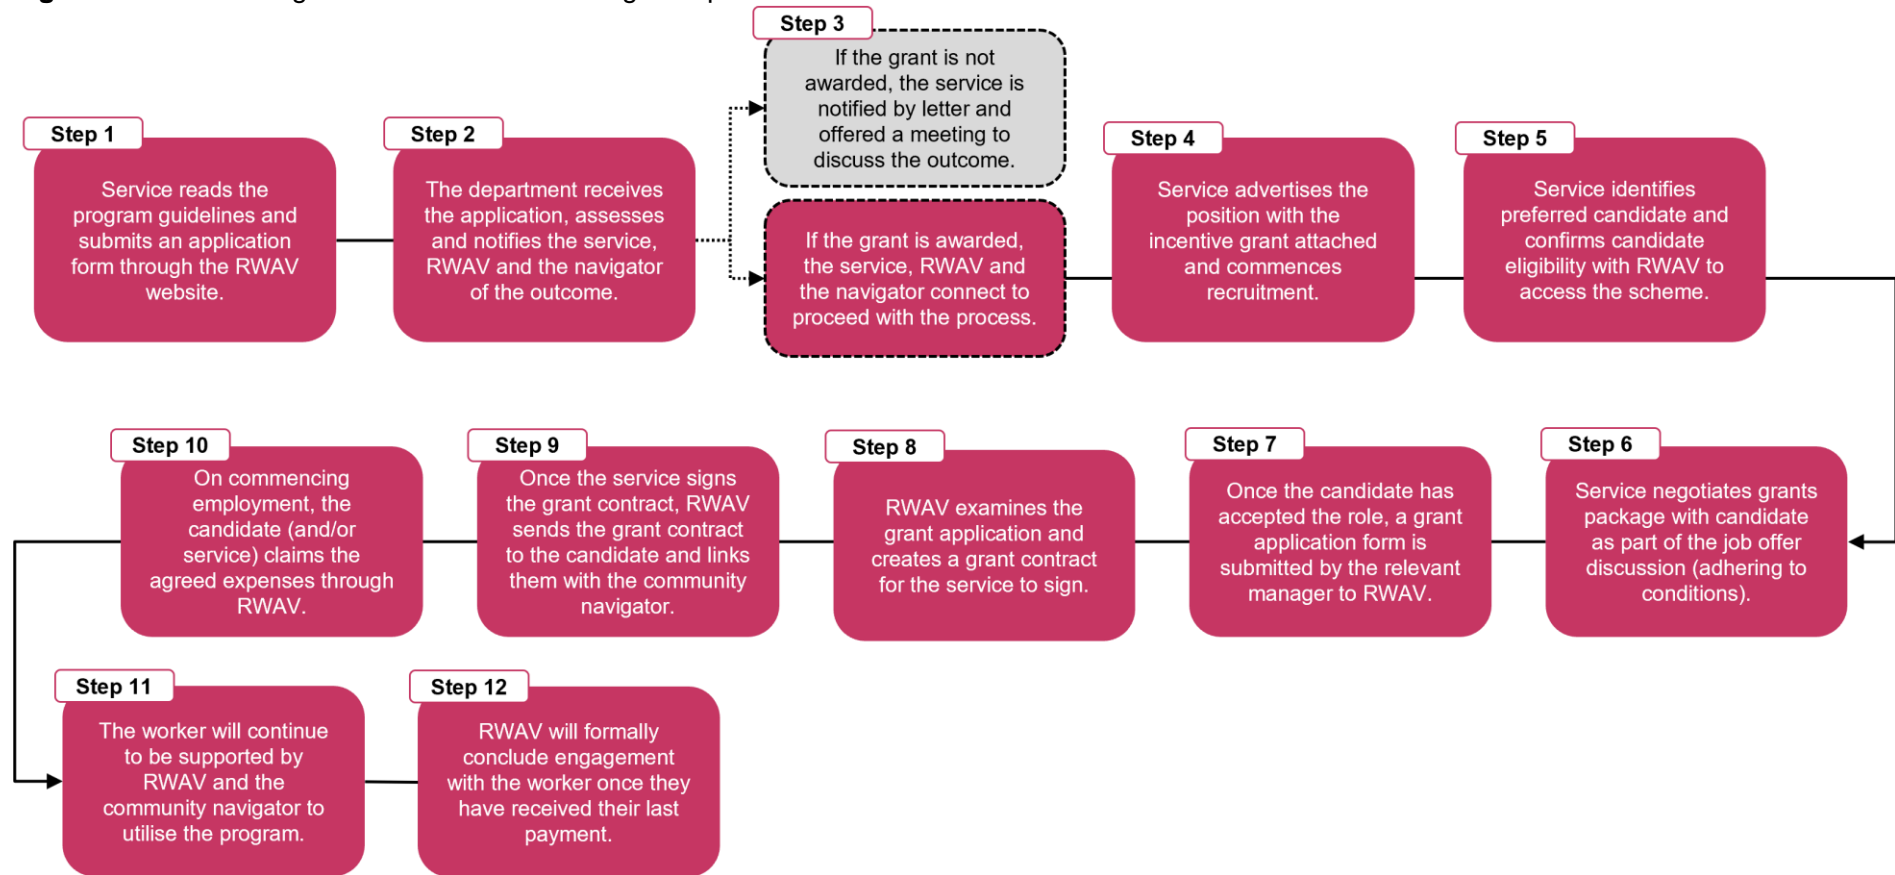 Step 1
Service reads the
program guidelines and
submits an application
form through the RWAV
website.
Step 2
The department receives
the application, assesses
and notifies the service,
RWAV and the navigator
of the outcome.
Step 3
If the grant is not
awarded, the service is
notified by letter and
offered a meeting to
discuss the outcome.
If the grant is awarded,
the service, RWAV and
the navigator connect to
proceed with the process.
Step 4
Service advertises the
position with the
incentive grant attached
and commences
recruitment.
Step 5
Service identifies
preferred candidate and
confirms candidate
eligibility with RWAV to
access the scheme.
Step 6
Service negotiates grants
package with candidate
as part of the job offer
discussion (adhering to
conditions).
Step 7
Once the candidate has
accepted the role, a grant
application form is
submitted by the relevant
manager to RWAV.
Step 8
RWAV examines the
grant application and
creates a grant contract
for the service to sign.
Step 9
Once the service signs
the grant contract, RWAV
sends the grant contract
to the candidate and links
them with the community
navigator.
Step 10
On commencing
employment, the
candidate (and/or
service) claims the
agreed expenses through
RWAV.
Step 11
The worker will continue
to be supported by
RWAV and the
community navigator to
utilise the program.
Step 12
RWAV will formally
conclude engagement
with the worker once they
have received their last
payment.